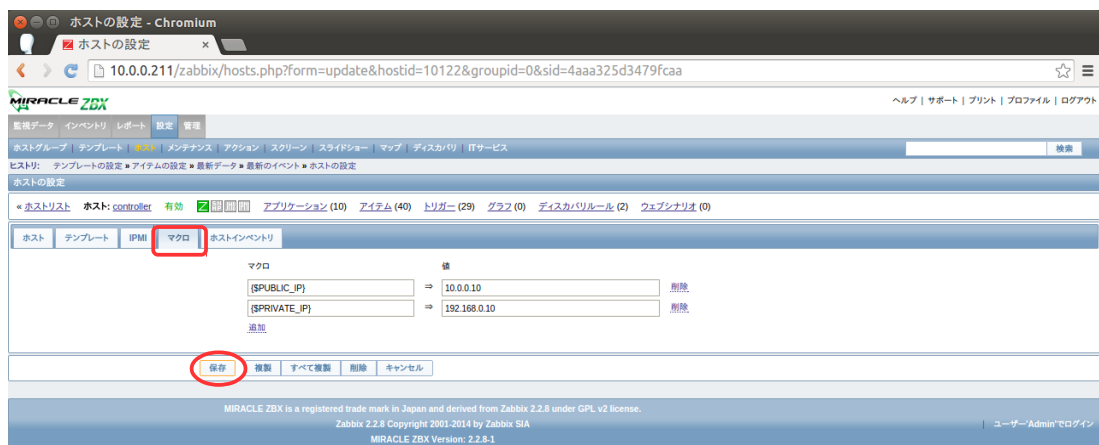 ホストの設定 - Chromium
ホストの設定 ×
10.0.0.211/zabbix/hosts.php?form=update&hostid=10122&groupid=0&sid=4aaa325d3479fcaa
MIRACLE ZBX ヘルプ | サポート | プリント | プロファイル | ログアウト
監視データ インベントリ レポート 設定 管理
ホストグループ | テンプレート | ホスト | メンテナンス | アクション | スクリーン | スライドショー | マップ | ディスカバリ | ITサービス 検索
ヒストリ: テンプレートの設定 » アイテムの設定 » 最新データ » 最新のイベント » ホストの設定
ホストの設定
« ホストリスト ホスト: controller 有効 Z アプリケーション (10) アイテム (40) トリガー (29) グラフ (0) ディスカバリルール (2) ウェブシナリオ (0)
ホスト テンプレート IPMI マクロ ホストインベントリ
マクロ 値
{$PUBLIC_IP} ⇒ 10.0.0.10 削除
{$PRIVATE_IP} ⇒ 192.168.0.10 削除
追加
保存 複製 すべて複製 削除 キャンセル
MIRACLE ZBX is a registered trade mark in Japan and derived from Zabbix 2.2.8 under GPL v2 license.
Zabbix 2.2.8 Copyright 2001-2014 by Zabbix SIA | ユーザー'Admin'でログイン
MIRACLE ZBX Version: 2.2.8-1